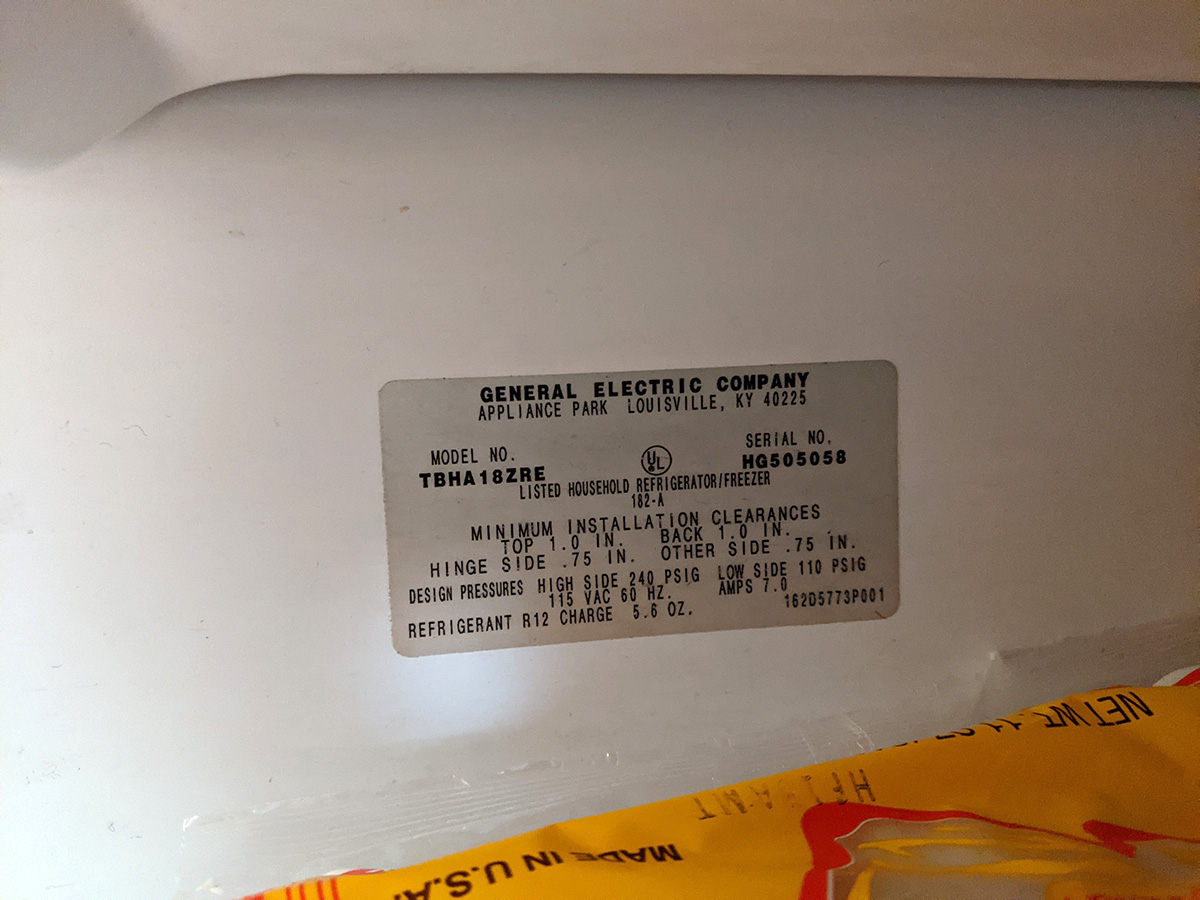 GENERAL ELECTRIC COMPANY
APPLIANCE PARK LOUISVILLE, KY 40225
MODEL NO.
TBHA18ZRE
UL
SERIAL NO.
HG505058
LISTED HOUSEHOLD REFRIGERATOR/FREEZER
182-A
MINIMUM INSTALLATION CLEARANCES
TOP 1.0 IN. BACK 1.0 IN.
HINGE SIDE .75 IN. OTHER SIDE .75 IN.
DESIGN PRESSURES HIGH SIDE 240 PSIG LOW SIDE 110 PSIG
115 VAC 60 HZ. AMPS 7.0
REFRIGERANT R12 CHARGE 5.6 OZ. 162D5773P001
NET WT.
MADE IN U.S.A.